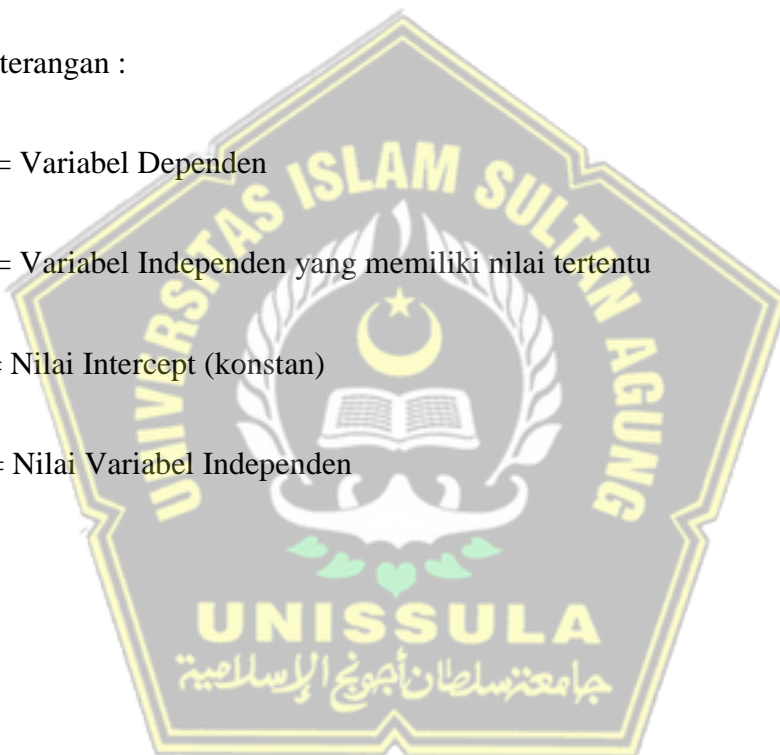 terangan :
= Variabel Dependen
= Variabel Independen yang memiliki nilai tertentu
= Nilai Intercept (konstan)
= Nilai Variabel Independen
UNIVERSITAS ISLAM SULTAN AGUNG
UNISSULA
جامعة سلطان أجونج الإسلامية